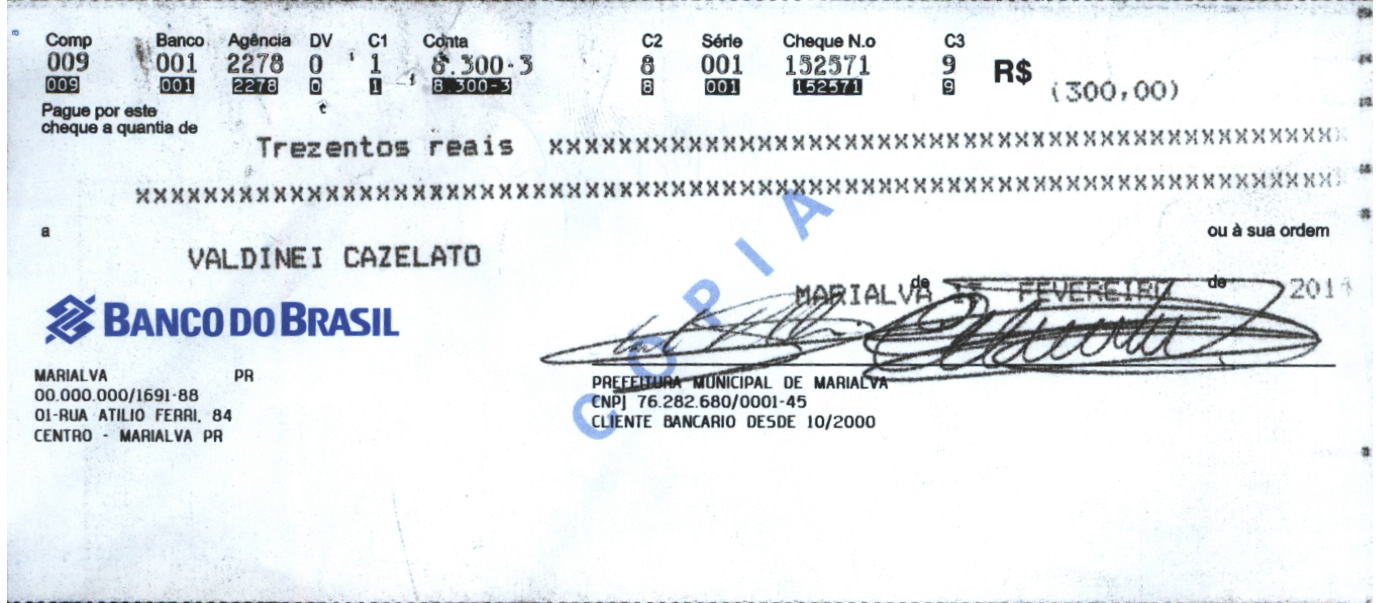 Comp Banco Agência DV C1 Conta C2 Série Cheque N.o C3
009 001 2278 0 1 8.300-3 8 001 152571 9 R$ (300,00)
009 001 2278 0 1 8.300-3 8 001 152571 9
Pague por este
cheque a quantia de
Trezentos reais xxxxxxxxxxxxxxxxxxxxxxxxxxxxxxxxxxxxxxxxxxxxxx
xxxxxxxxxxxxxxxxxxxxxxxxxxxxxxxxxxxxxxxxxxxxxxxxxxxxxxxxxxxxxxxxxxxxx
a ou à sua ordem
VALDINEI CAZELATO
MARIALVA de FEVEREIRO de
BANCO DO BRASIL
COPIA
MARIALVA PR
00.000.000/1691-88
01-RUA ATILIO FERRI, 84
CENTRO - MARIALVA PR
PREFEITURA MUNICIPAL DE MARIALVA
CNPJ 76.282.680/0001-45
CLIENTE BANCARIO DESDE 10/2000